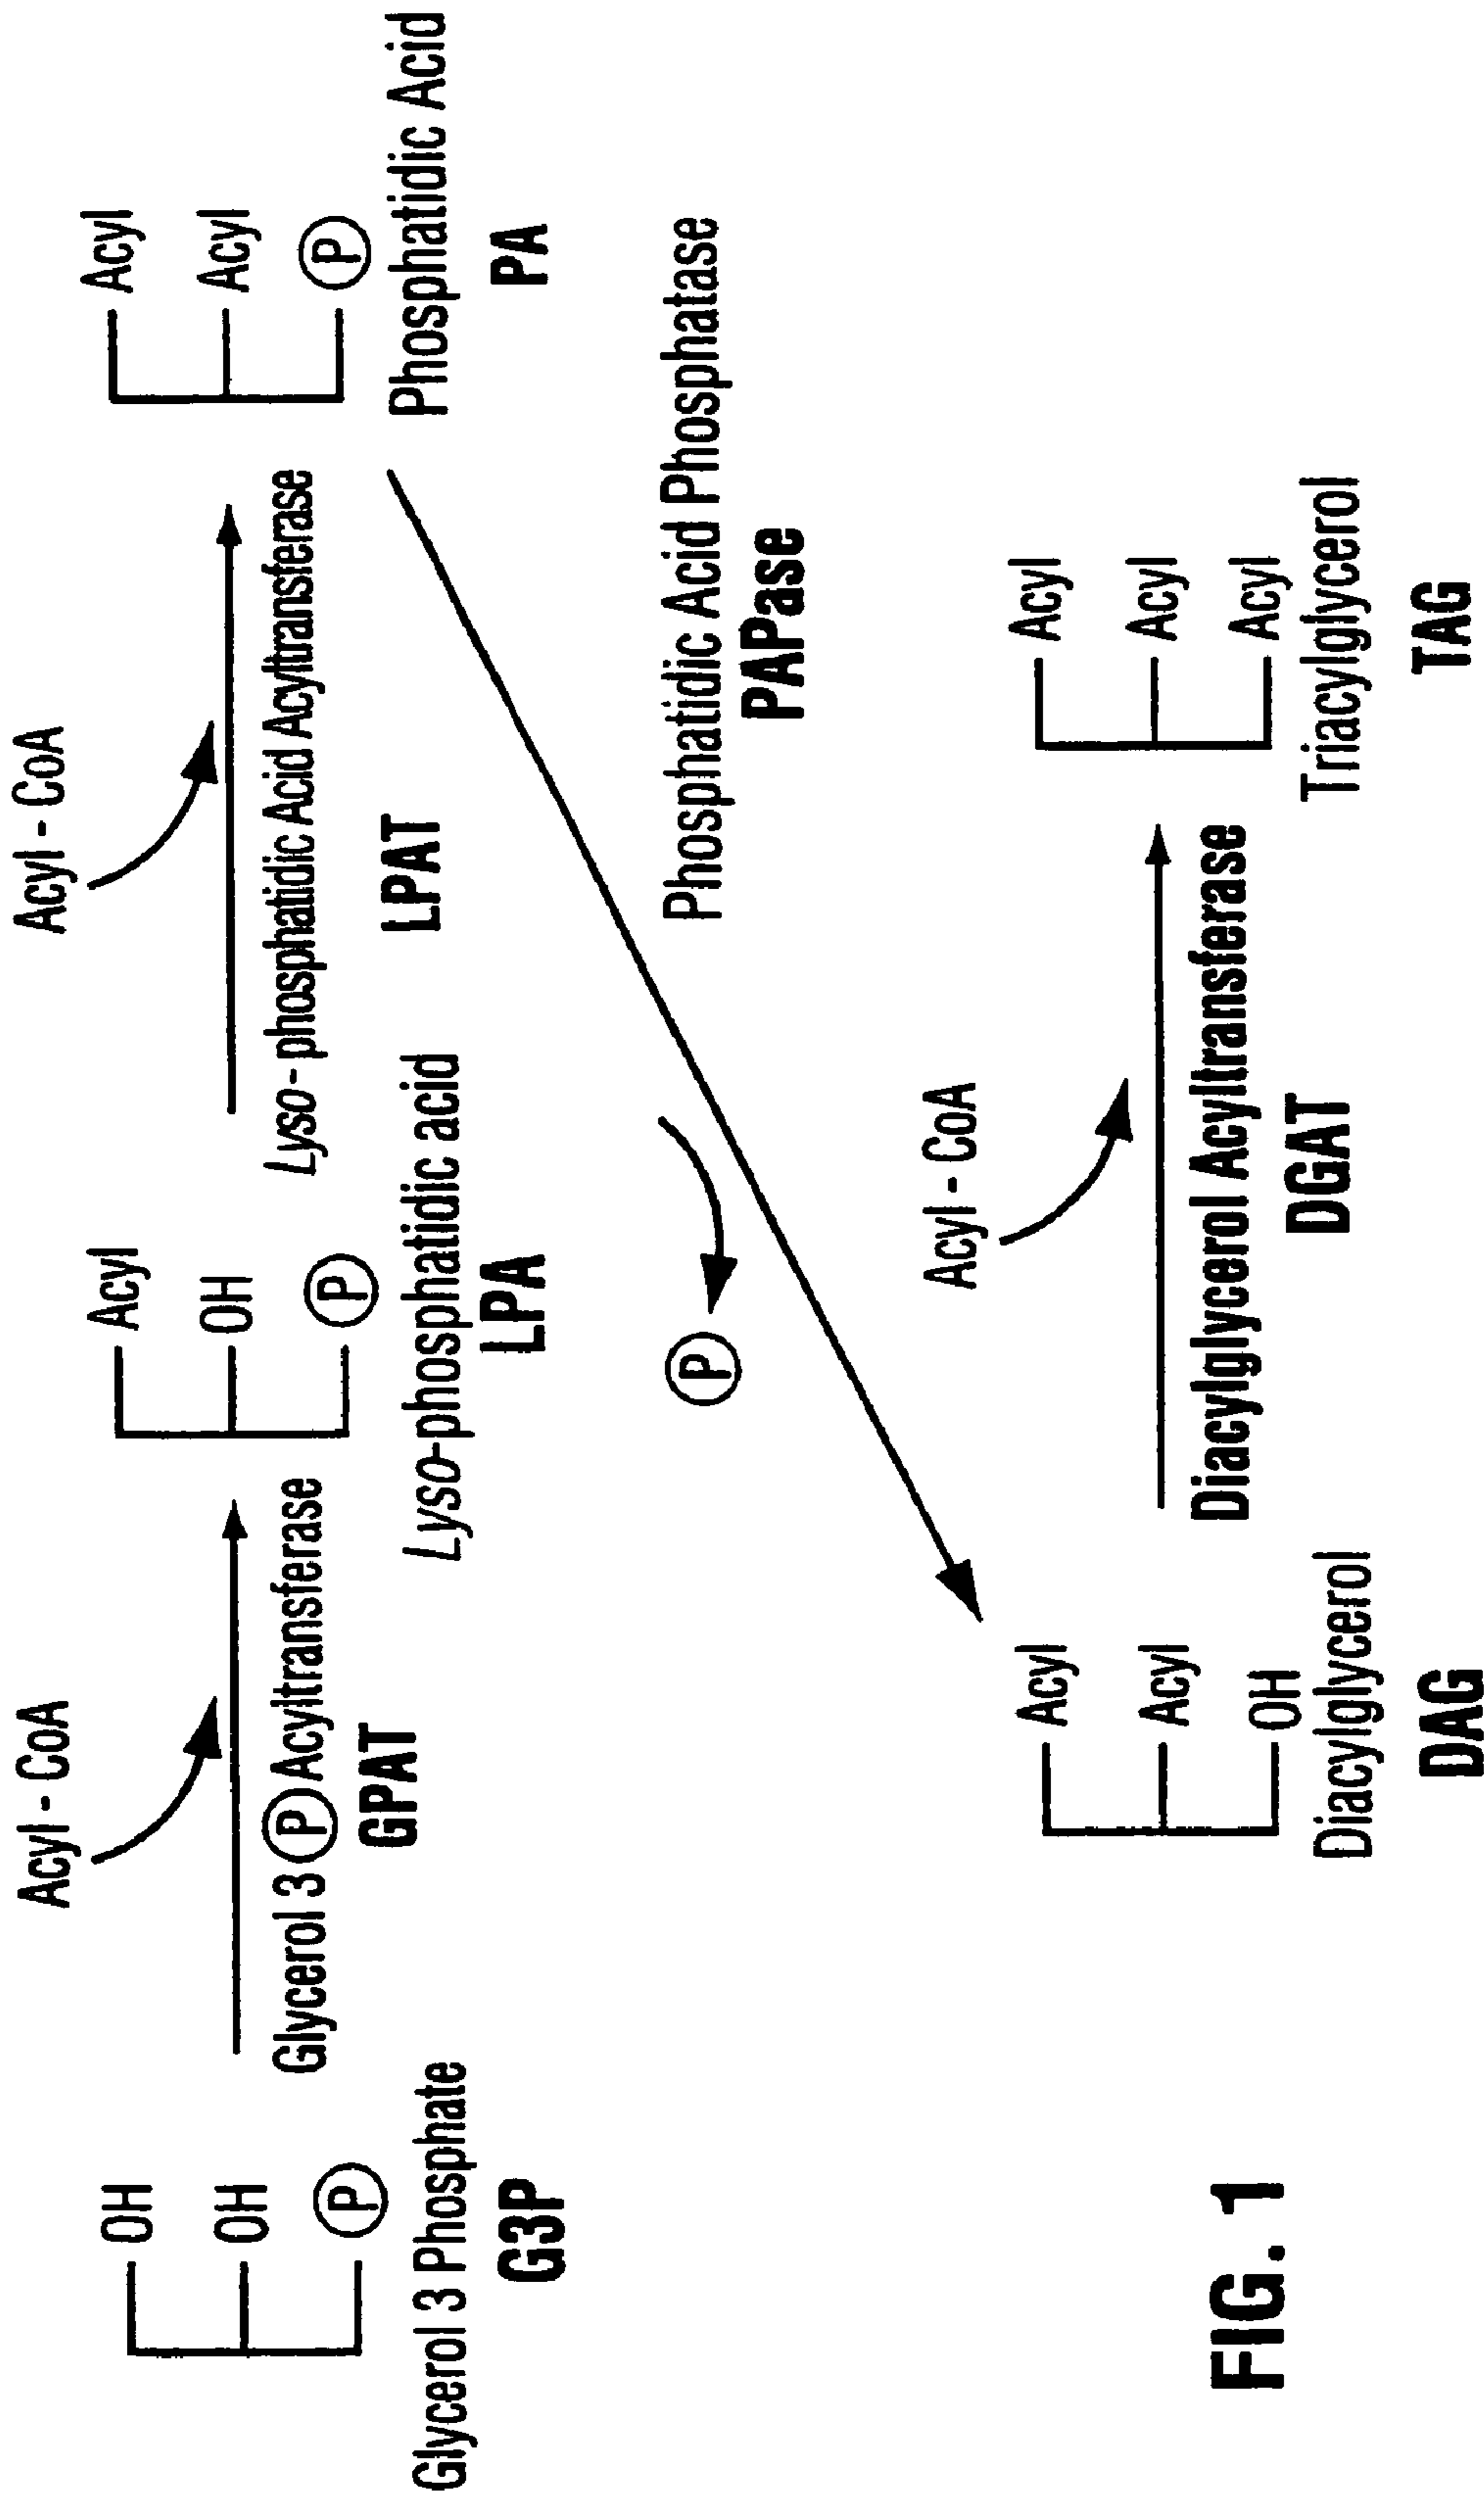 Acyl - CoA
Acyl - CoA
OH
OH
P
Glycerol 3 Phosphate
G3P
Glycerol 3 P Acyltransferase
GPAT
Acyl
OH
P
Lyso-phosphatidic acid
LPA
Lyso-phosphatidic Acid Acyltransferase
LPAT
Acyl
Acyl
P
Phosphatidic Acid
PA
P
Phosphatidic Acid Phosphatase
PAPase
Acyl
Acyl
OH
Diacylglycerol
DAG
Acyl - CoA
Diacylglycerol Acyltransferase
DGAT
Acyl
Acyl
Acyl
Triacylglycerol
TAG
FIG. 1